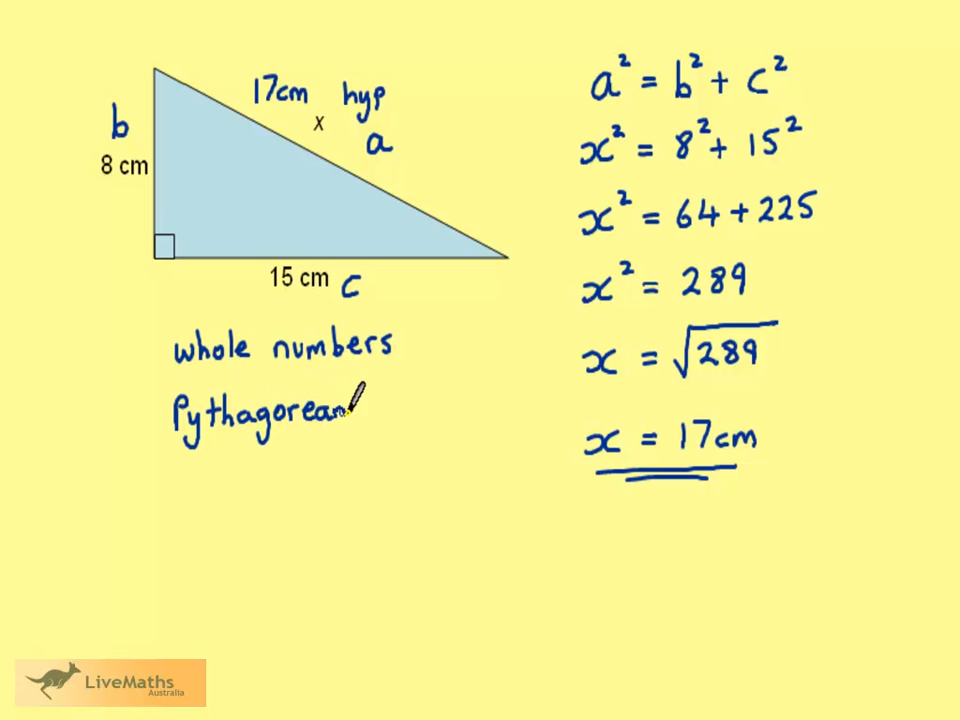 17cm hyp
x
b
a
8 cm
15 cm c
whole numbers
Pythagorean
a² = b² + c²
x² = 8² + 15²
x² = 64 + 225
x² = 289
x = √289
x = 17cm
LiveMaths
Australia